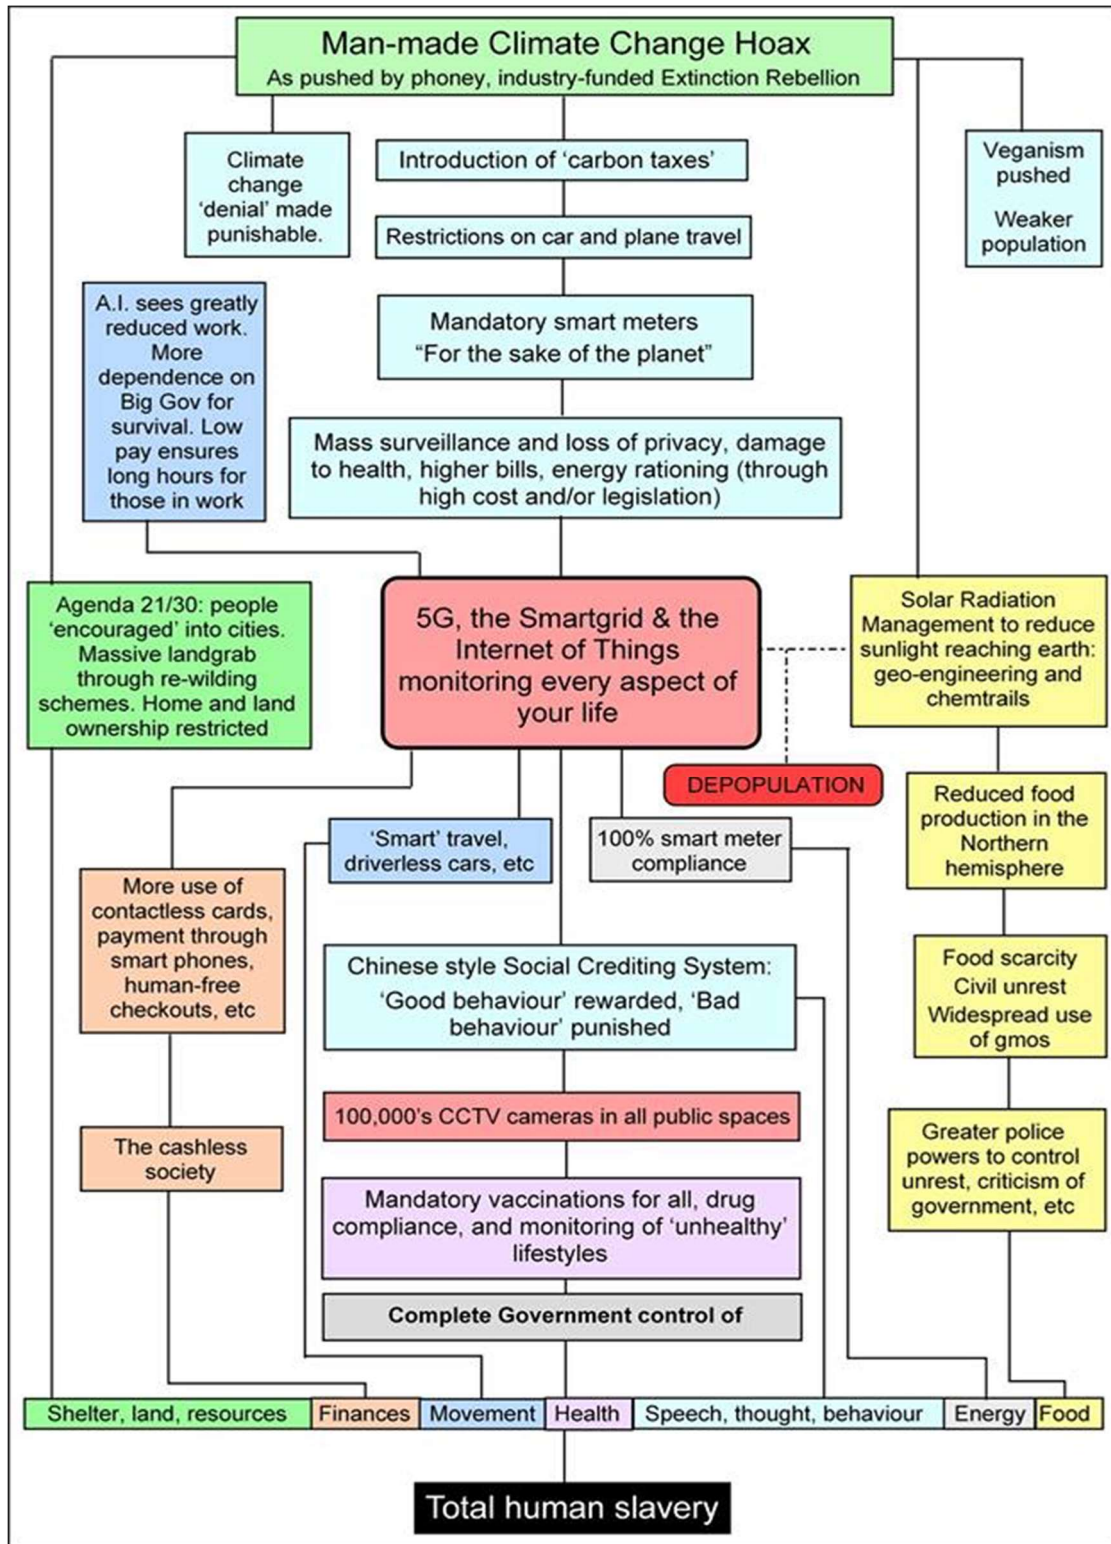 Man-made Climate Change Hoax
As pushed by phoney, industry-funded Extinction Rebellion
Climate
change
‘denial’ made
punishable.
Introduction of ‘carbon taxes’
Restrictions on car and plane travel
Mandatory smart meters
“For the sake of the planet”
Veganism
pushed
Weaker
population
A.I. sees greatly
reduced work.
More
dependence on
Big Gov for
survival. Low
pay ensures
long hours for
those in work
Mass surveillance and loss of privacy, damage
to health, higher bills, energy rationing (through
high cost and/or legislation)
Agenda 21/30: people
‘encouraged’ into cities.
Massive landgrab
through re-wilding
schemes. Home and land
ownership restricted
5G, the Smartgrid & the
Internet of Things
monitoring every aspect of
your life
Solar Radiation
Management to reduce
sunlight reaching earth:
geo-engineering and
chemtrails
DEPOPULATION
‘Smart’ travel,
driverless cars, etc
100% smart meter
compliance
Reduced food
production in the
Northern
hemisphere
More use of
contactless cards,
payment through
smart phones,
human-free
checkouts, etc
Chinese style Social Crediting System:
‘Good behaviour’ rewarded, ‘Bad
behaviour’ punished
Food scarcity
Civil unrest
Widespread use
of gmos
100,000’s CCTV cameras in all public spaces
The cashless
society
Greater police
powers to control
unrest, criticism of
government, etc
Mandatory vaccinations for all, drug
compliance, and monitoring of ‘unhealthy’
lifestyles
Complete Government control of
Shelter, land, resources Finances Movement Health Speech, thought, behaviour Energy Food
Total human slavery